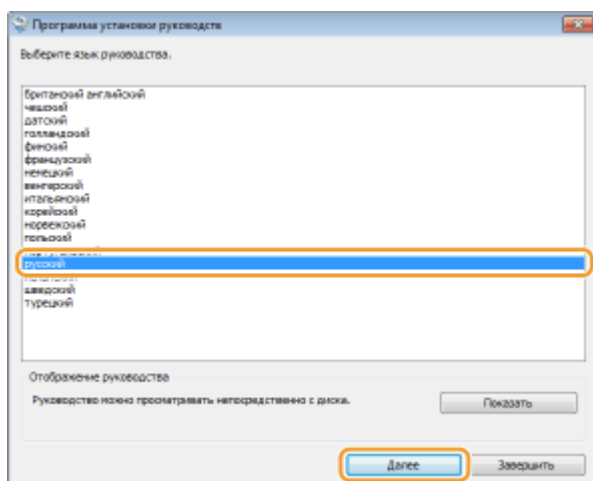 Программа установки руководств
Выберите язык руководства.
британский английский
чешский
датский
голландский
финский
французский
немецкий
венгерский
итальянский
корейский
норвежский
польский
русский
шведский
турецкий
Отображение руководства
Руководство можно просматривать непосредственно с диска.
Показать
Далее
Завершить